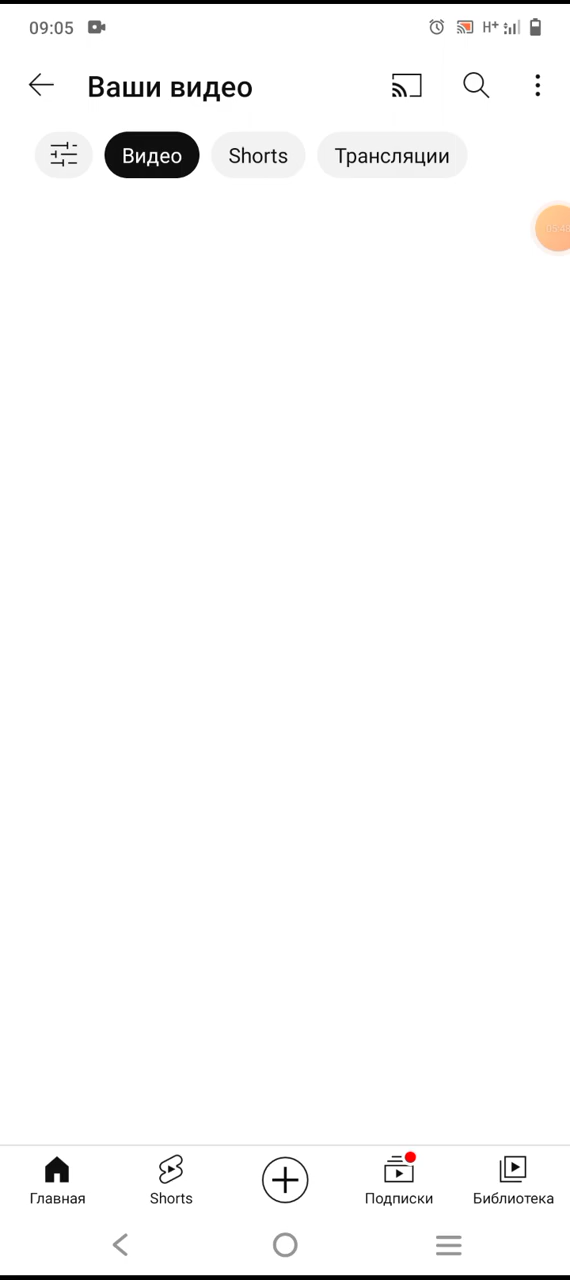 09:05 H+
Ваши видео
Видео Shorts Трансляции
Главная Shorts Подписки Библиотека